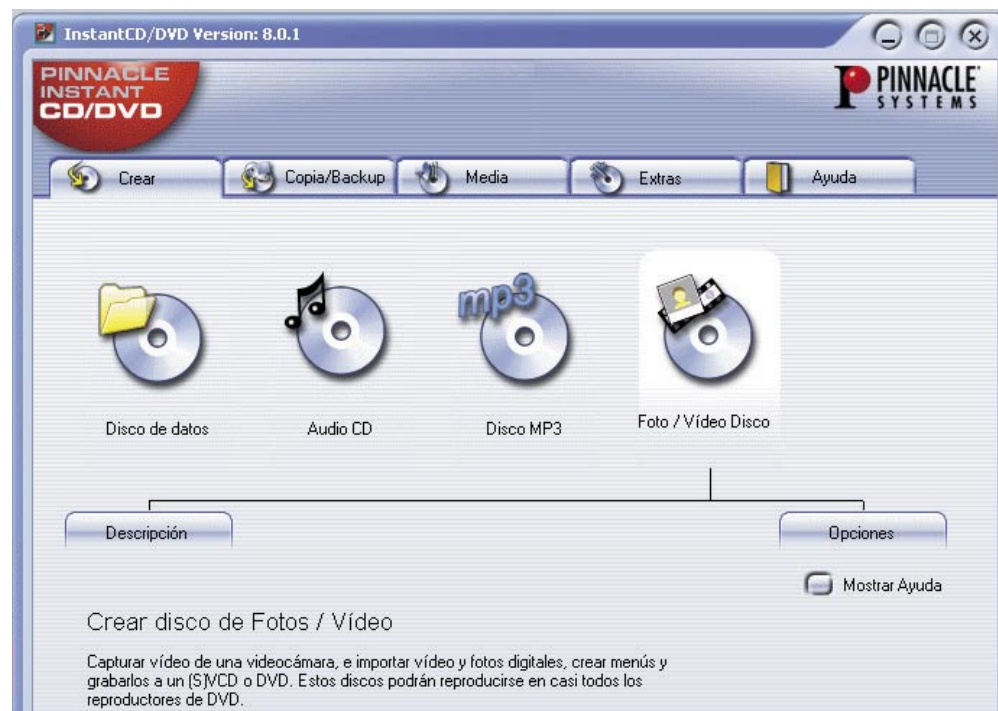 InstantCD/DVD Version: 8.0.1
PINNACLE
INSTANT
CD/DVD
PINNACLE
SYSTEMS
Crear
Copia/Backup
Media
Extras
Ayuda
mp3
Disco de datos
Audio CD
Disco MP3
Foto / Vídeo Disco
Descripción
Opciones
Mostrar Ayuda
Crear disco de Fotos / Vídeo
Capturar vídeo de una videocámara, e importar vídeo y fotos digitales, crear menús y
grabarlos a un (S)VCD o DVD. Estos discos podrán reproducirse en casi todos los
reproductores de DVD.